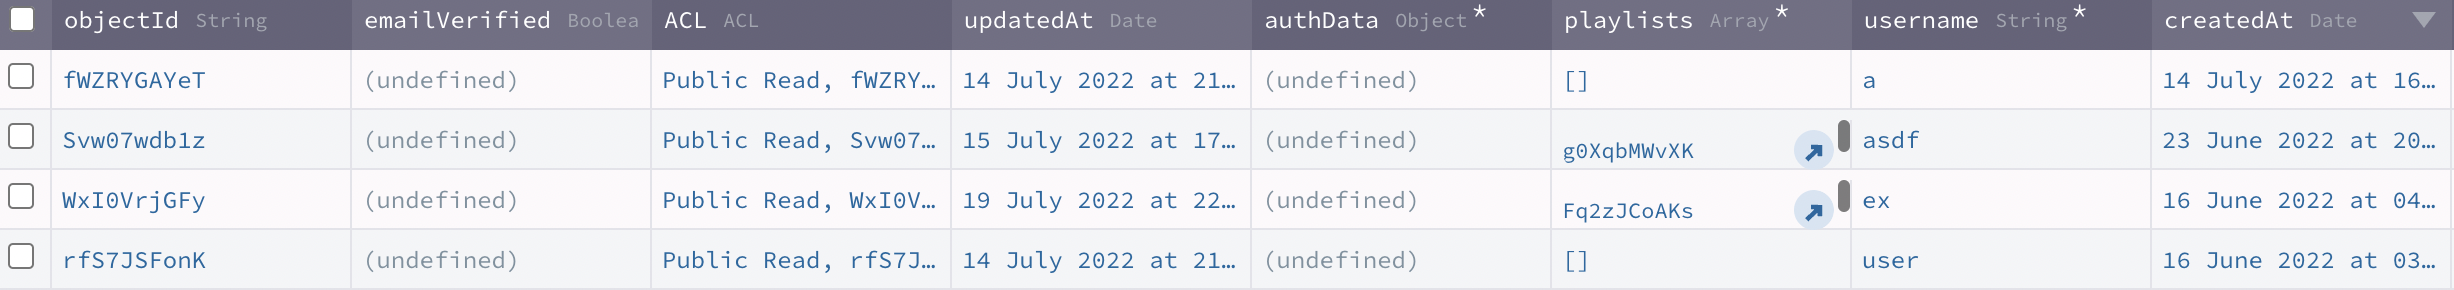 objectId String emailVerified Boolea ACL ACL updatedAt Date authData Object * playlists Array * username String * createdAt Date
fWZRYGAYeT (undefined) Public Read, fWZRY… 14 July 2022 at 21… (undefined) [] a 14 July 2022 at 16…
Svw07wdb1z (undefined) Public Read, Svw07… 15 July 2022 at 17… (undefined) g0XqbMWvXK asdf 23 June 2022 at 20…
WxI0VrjGFy (undefined) Public Read, WxI0V… 19 July 2022 at 22… (undefined) Fq2zJCoAKs ex 16 June 2022 at 04…
rfS7JSFonK (undefined) Public Read, rfS7J… 14 July 2022 at 21… (undefined) [] user 16 June 2022 at 03…